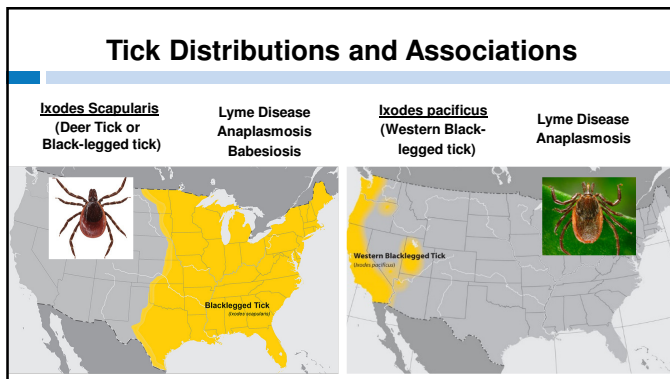 Tick Distributions and Associations
Ixodes Scapularis
(Deer Tick or
Black-legged tick)
Lyme Disease
Anaplasmosis
Babesiosis
Ixodes pacificus
(Western Black-
legged tick)
Lyme Disease
Anaplasmosis
Blacklegged Tick
(Ixodes scapularis)
Western Blacklegged Tick
(Ixodes pacificus)